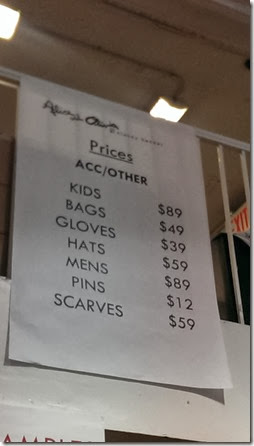 Prices
ACC/OTHER
KIDS $89
BAGS $49
GLOVES $39
HATS $59
MENS $89
PINS $12
SCARVES $59